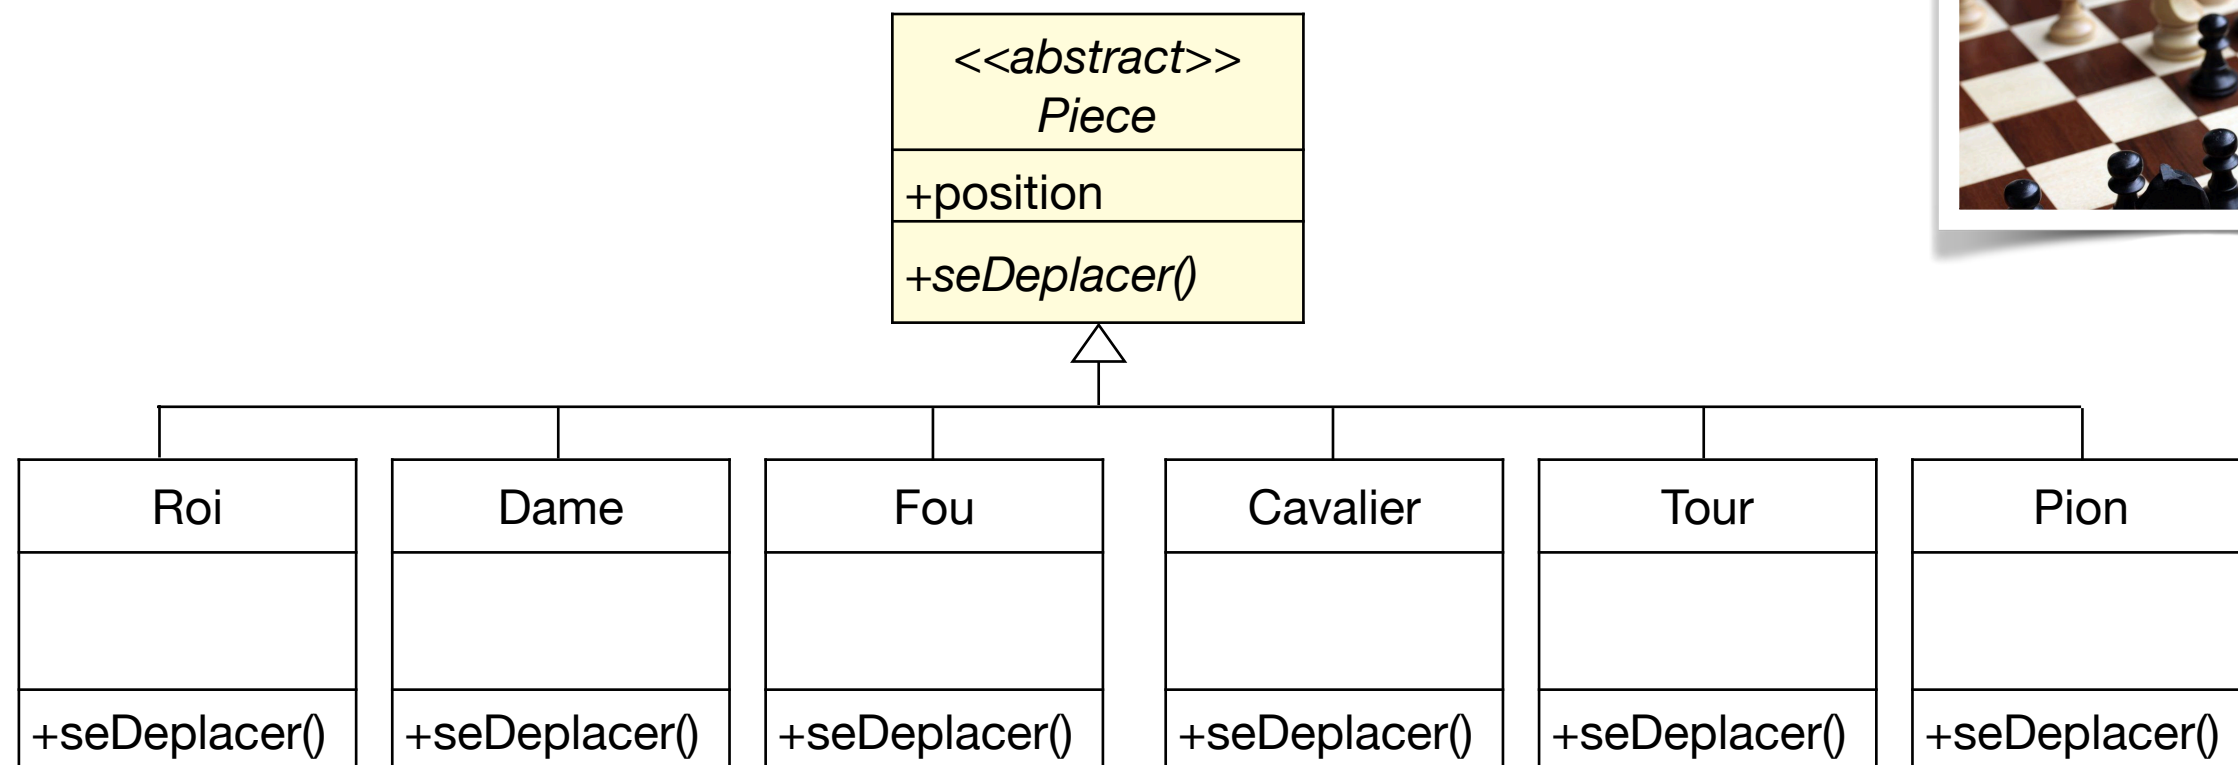 <<abstract>>
Piece
+position
+seDeplacer()
Roi
Dame
Fou
Cavalier
Tour
Pion
+seDeplacer()
+seDeplacer()
+seDeplacer()
+seDeplacer()
+seDeplacer()
+seDeplacer()